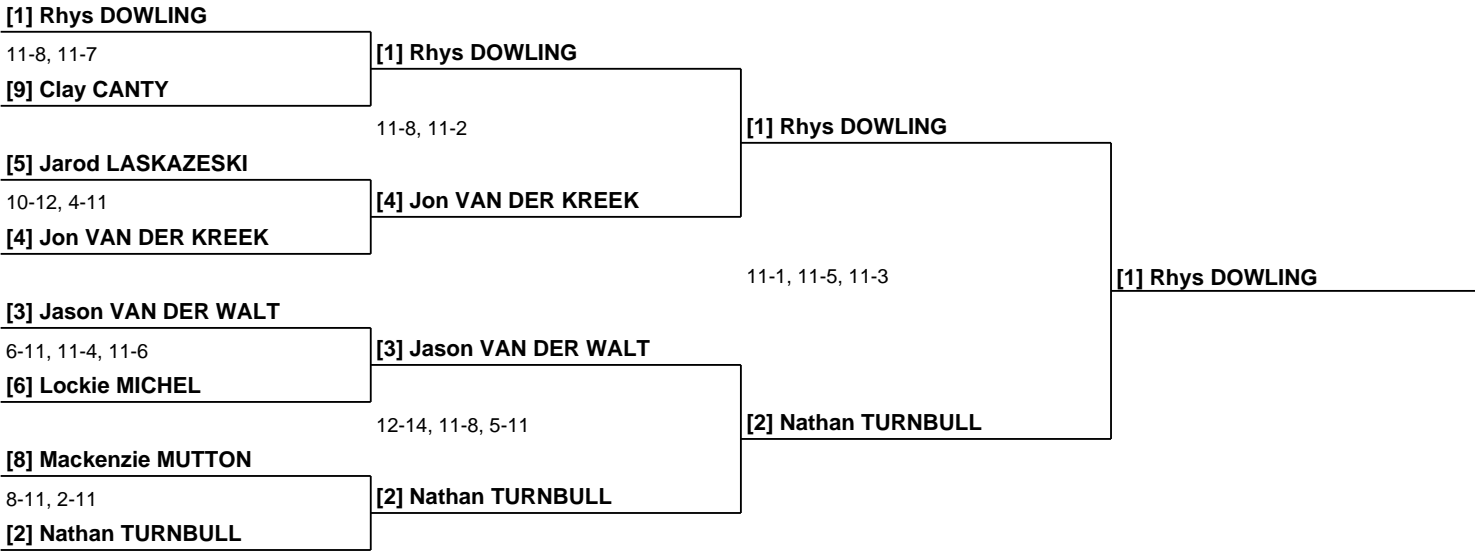 [1] Rhys DOWLING
11-8, 11-7
[1] Rhys DOWLING
[9] Clay CANTY
11-8, 11-2
[1] Rhys DOWLING
[5] Jarod LASKAZESKI
10-12, 4-11
[4] Jon VAN DER KREEK
[4] Jon VAN DER KREEK
11-1, 11-5, 11-3
[1] Rhys DOWLING
[3] Jason VAN DER WALT
6-11, 11-4, 11-6
[3] Jason VAN DER WALT
[6] Lockie MICHEL
12-14, 11-8, 5-11
[2] Nathan TURNBULL
[8] Mackenzie MUTTON
8-11, 2-11
[2] Nathan TURNBULL
[2] Nathan TURNBULL